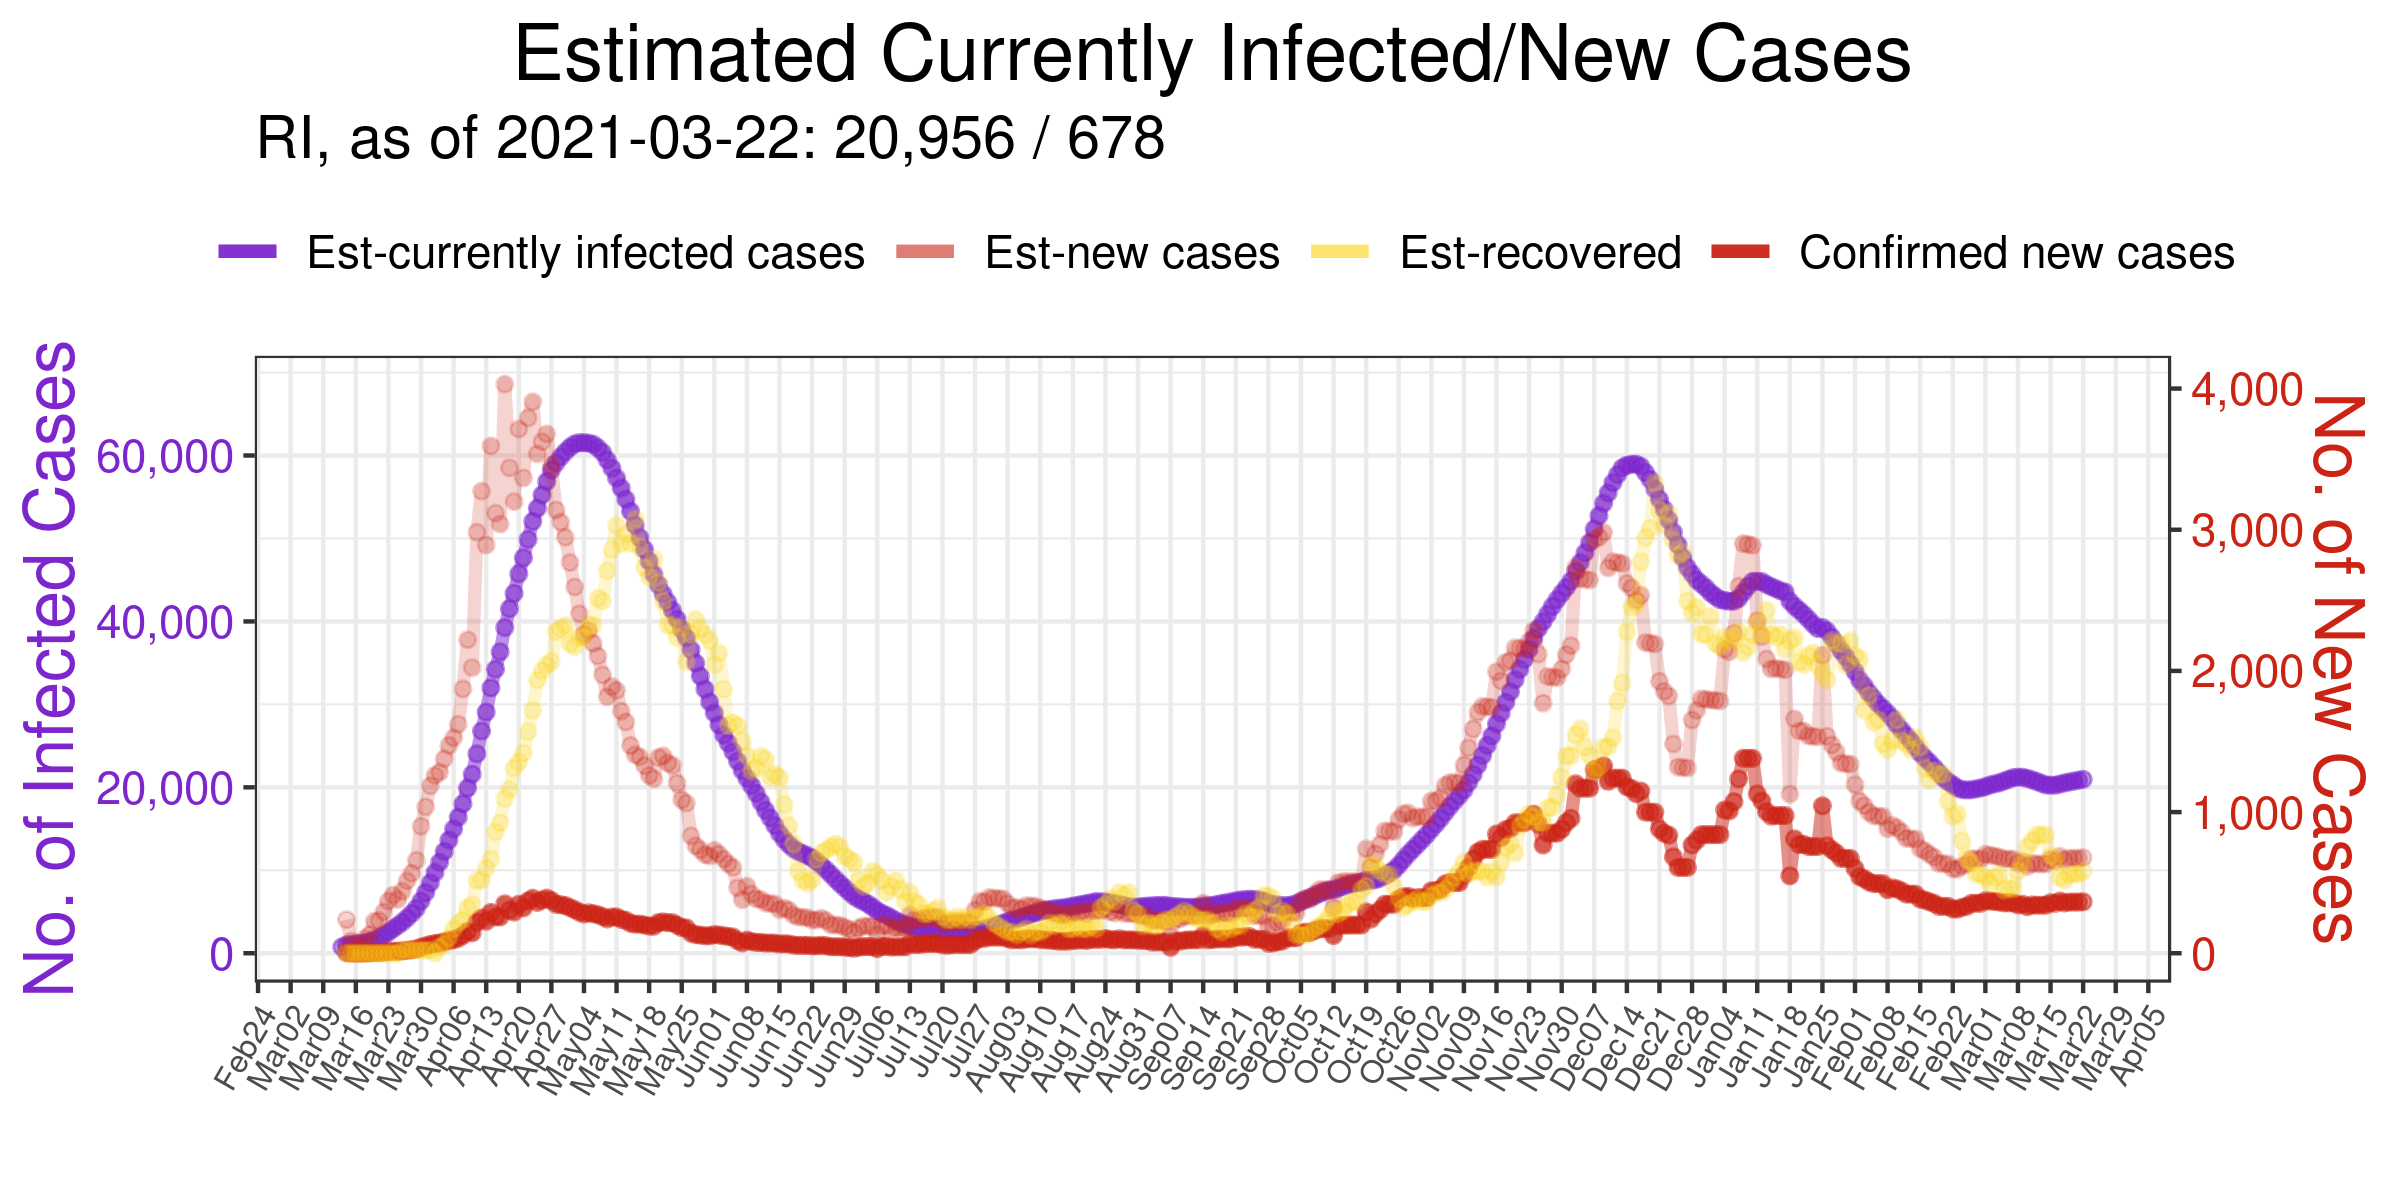 Estimated Currently Infected/New Cases
RI, as of 2021-03-22: 20,956 / 678
Est-currently infected cases
Est-new cases
Est-recovered
Confirmed new cases
No. of Infected Cases
60,000
40,000
20,000
0
4,000
3,000
2,000
1,000
0
No. of New Cases
Feb24
Mar02
Mar09
Mar16
Mar23
Mar30
Apr06
Apr13
Apr20
Apr27
May04
May11
May18
May25
Jun01
Jun08
Jun15
Jun22
Jun29
Jul06
Jul13
Jul20
Jul27
Aug03
Aug10
Aug17
Aug24
Aug31
Sep07
Sep14
Sep21
Sep28
Oct05
Oct12
Oct19
Oct26
Nov02
Nov09
Nov16
Nov23
Nov30
Dec07
Dec14
Dec21
Dec28
Jan04
Jan11
Jan18
Jan25
Feb01
Feb08
Feb15
Feb22
Mar01
Mar08
Mar15
Mar22
Mar29
Apr05